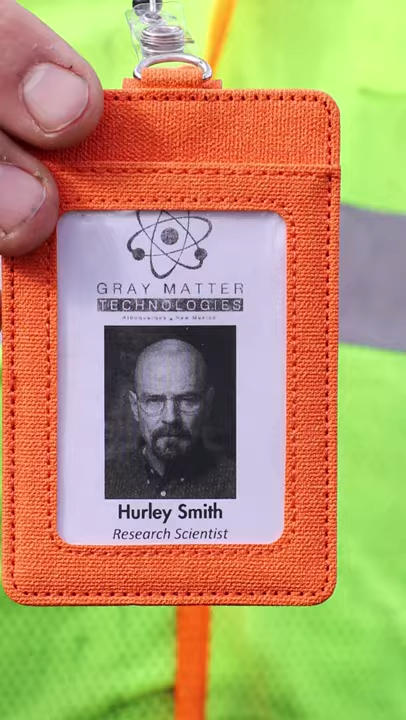 GRAY MATTER
TECHNOLOGIES
Albuquerque ▲ New Mexico
Hurley Smith
Research Scientist